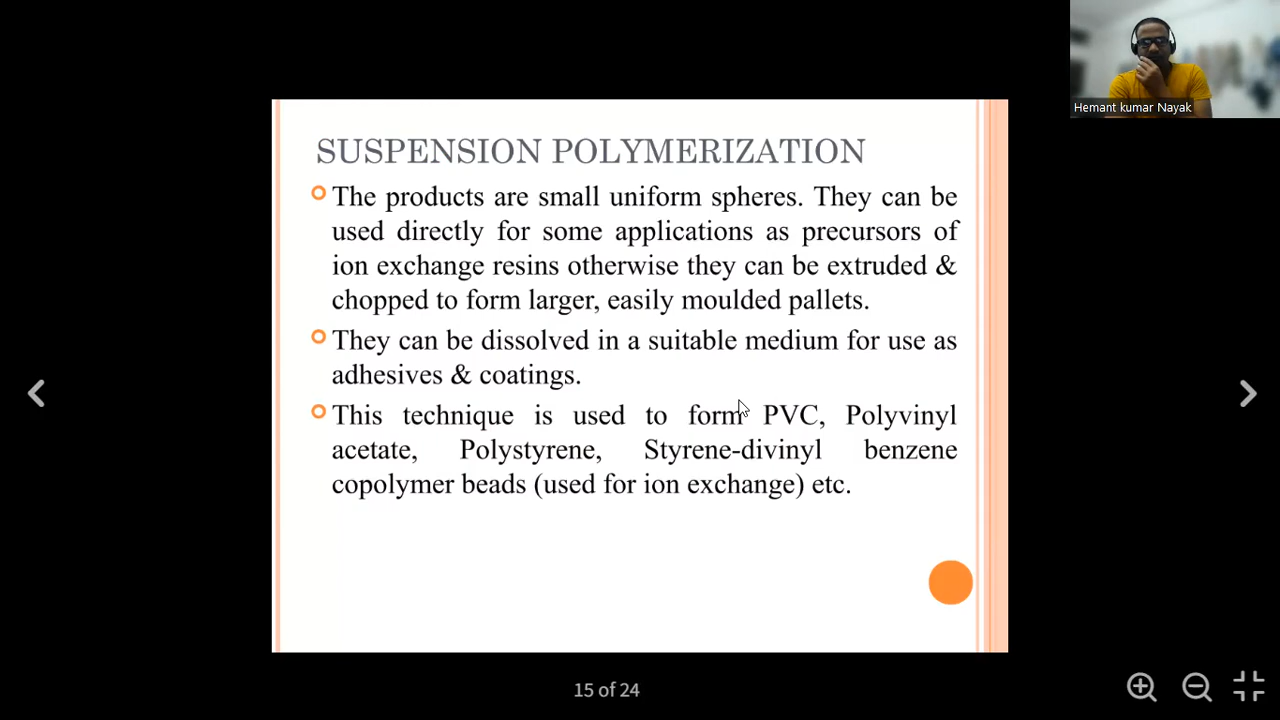 Hemant kumar Nayak
SUSPENSION POLYMERIZATION
The products are small uniform spheres. They can be
used directly for some applications as precursors of
ion exchange resins otherwise they can be extruded &
chopped to form larger, easily moulded pallets.
They can be dissolved in a suitable medium for use as
adhesives & coatings.
This technique is used to form PVC, Polyvinyl
acetate, Polystyrene, Styrene-divinyl benzene
copolymer beads (used for ion exchange) etc.
15 of 24